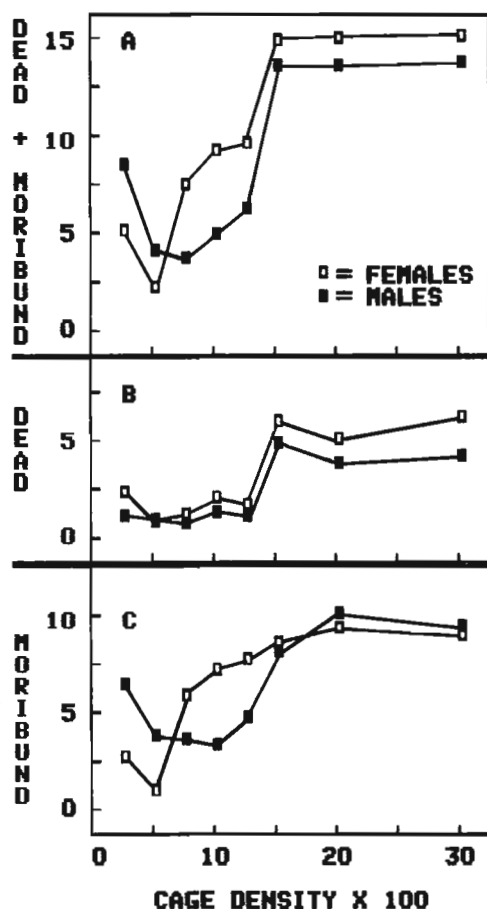 DEAD + MORIBUND
A
15
10
5
0
□ = FEMALES
■ = MALES
DEAD
B
5
0
MORIBUND
C
10
5
0
0 10 20 30
CAGE DENSITY X 100